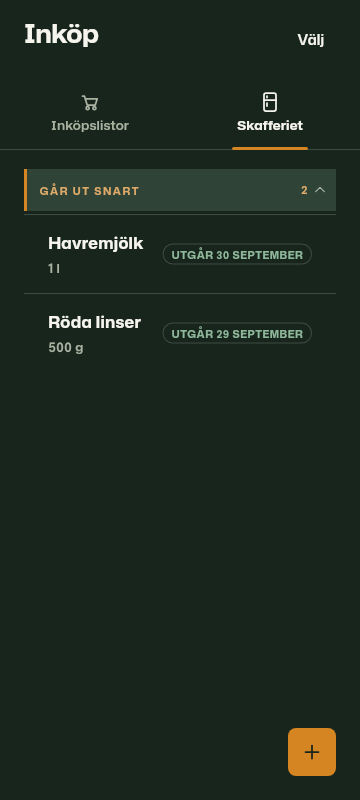 Inköp
Välj
Inköpslistor
Skafferiet
GÅR UT SNART
2
Havremjölk
1 l
UTGÅR 30 SEPTEMBER
Röda linser
500 g
UTGÅR 29 SEPTEMBER